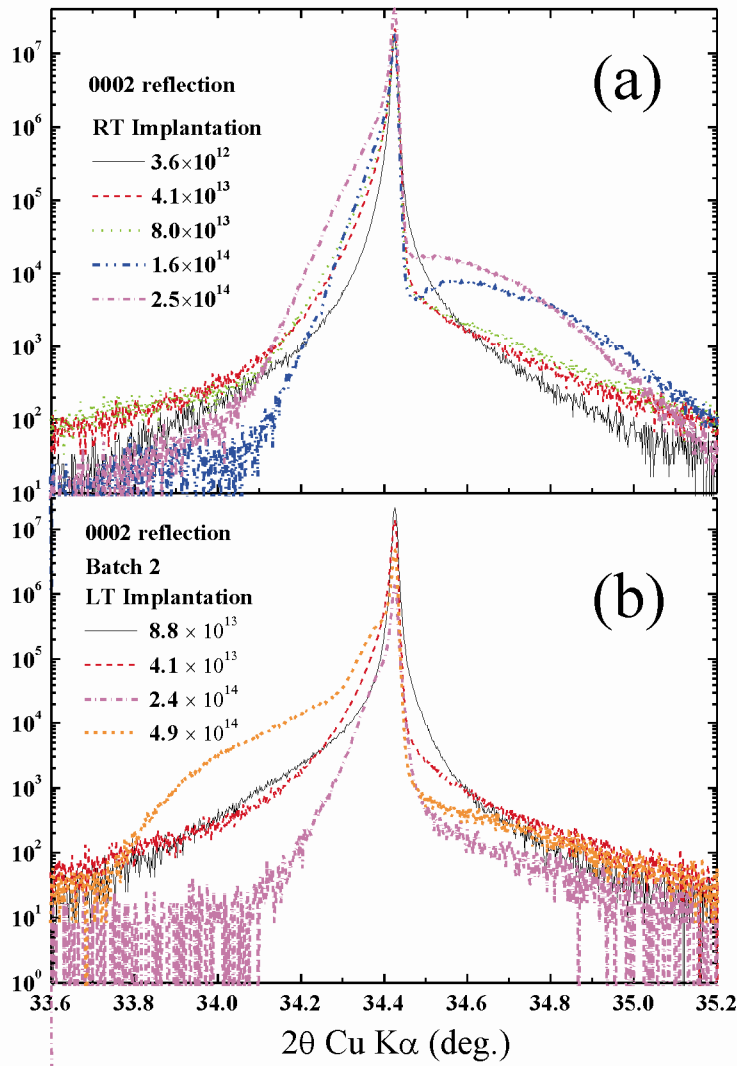 10⁷
10⁶
10⁵
10⁴
10³
10²
10¹
0002 reflection
(a)
RT Implantation
3.6×10¹²
4.1×10¹³
8.0×10¹³
1.6×10¹⁴
2.5×10¹⁴
10⁷
10⁶
10⁵
10⁴
10³
10²
10¹
10⁰
0002 reflection
Batch 2
(b)
LT Implantation
8.8 × 10¹³
4.1 × 10¹³
2.4 × 10¹⁴
4.9 × 10¹⁴
33.6 33.8 34.0 34.2 34.4 34.6 34.8 35.0 35.2
2θ Cu Kα (deg.)